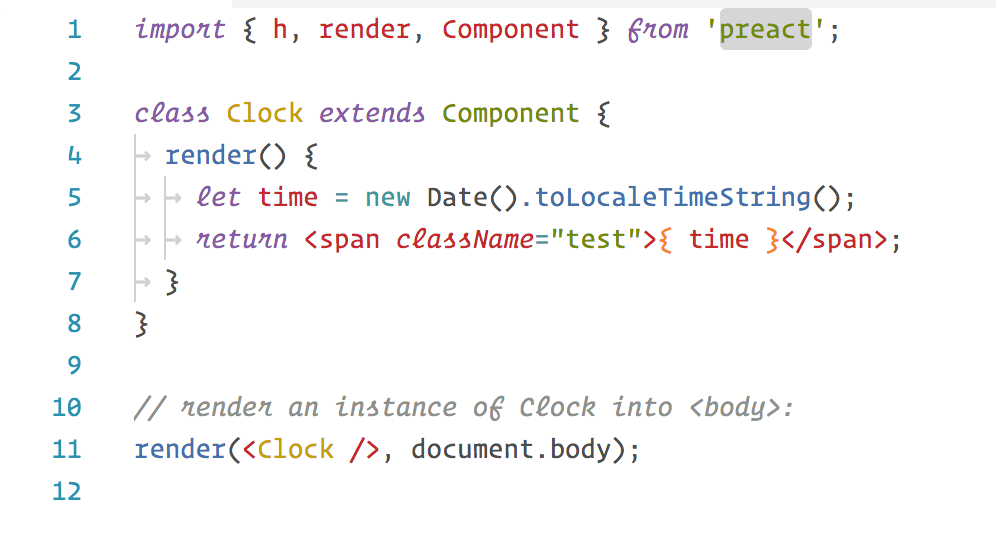 1 import { h, render, Component } from 'preact';
2
3 class Clock extends Component {
4 render() {
5 let time = new Date().toLocaleTimeString();
6 return <span className="test">{ time }</span>;
7 }
8 }
9
10 // render an instance of Clock into <body>:
11 render(<Clock />, document.body);
12